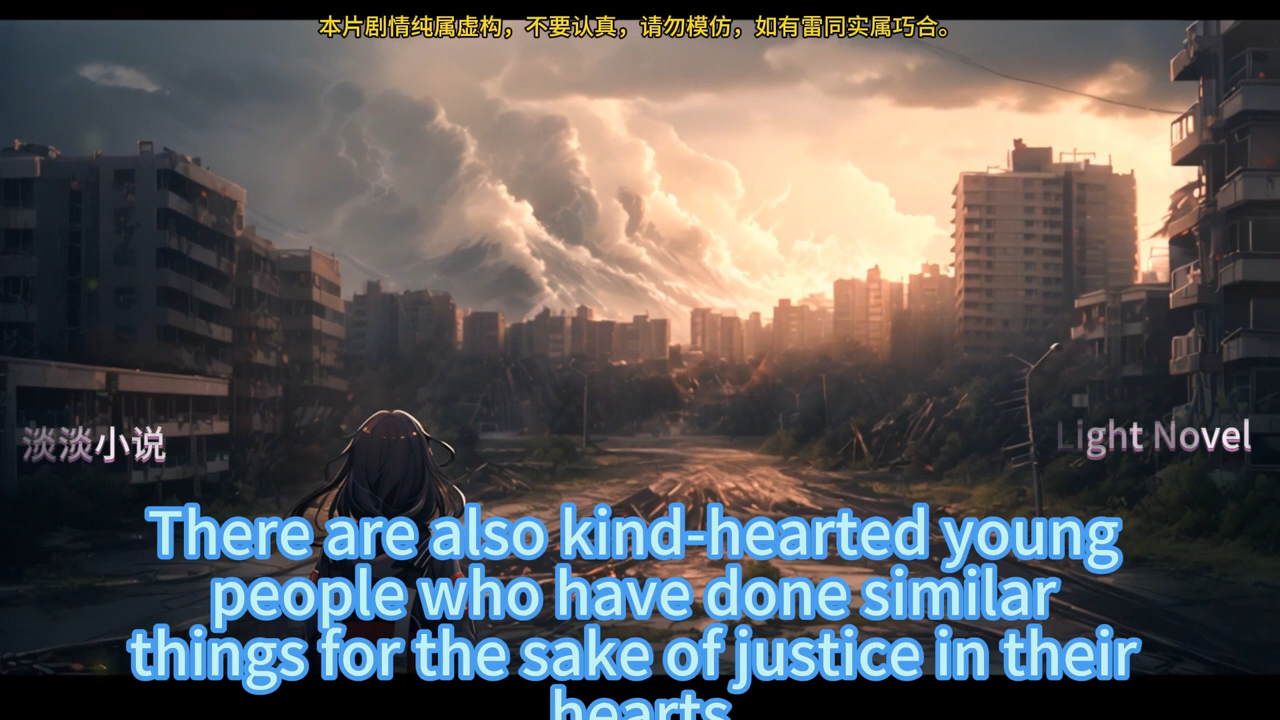 本片剧情纯属虚构，不要认真，请勿模仿，如有雷同实属巧合。
淡淡小说
Light Novel
There are also kind-hearted young
people who have done similar
things for the sake of justice in their
hearts